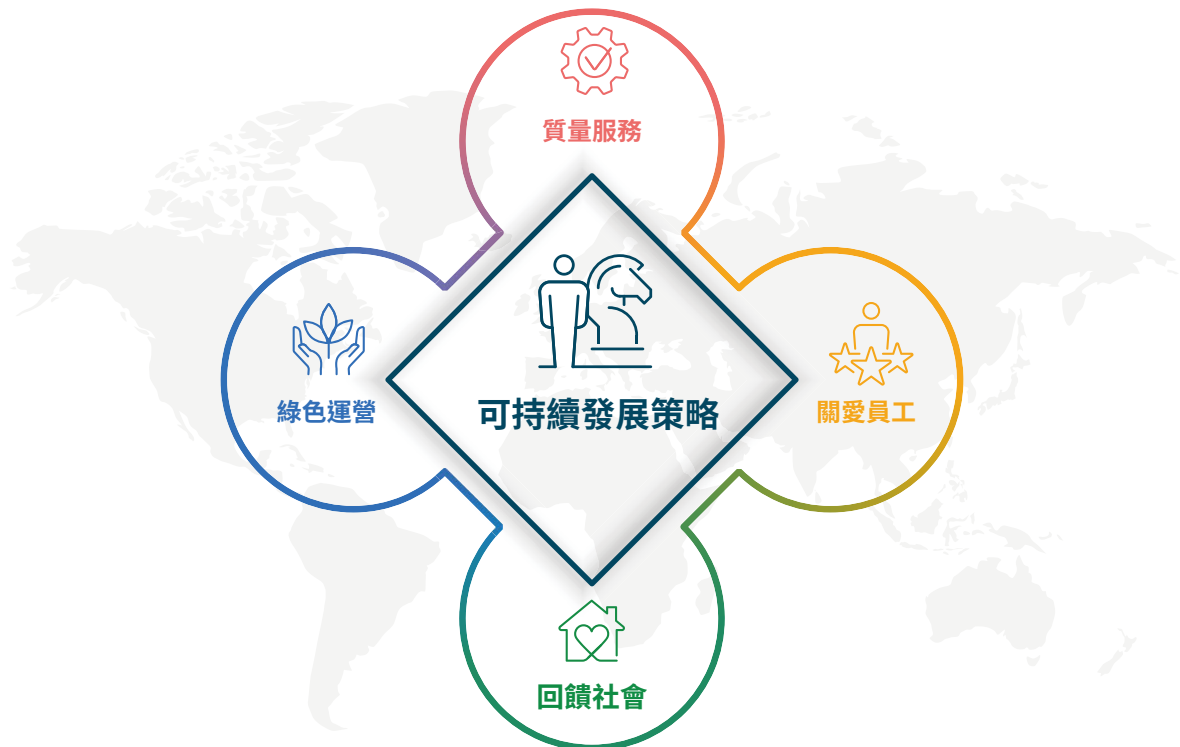 質量服務
綠色運營
可持續發展策略
關愛員工
回饋社會